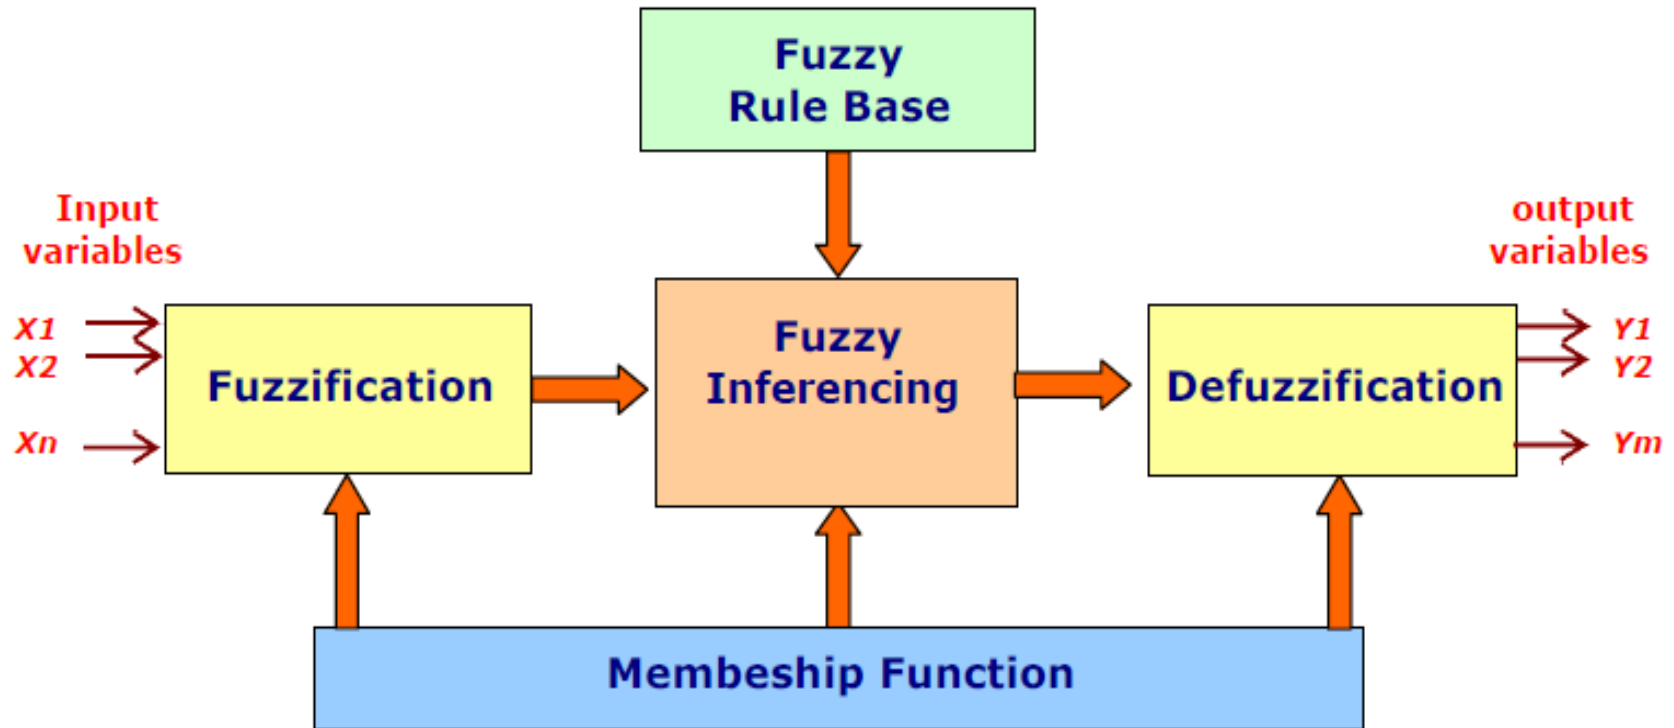 Fuzzy
Rule Base
Input
variables
output
variables
X1
X2
Xn
Fuzzification
Fuzzy
Inferencing
Defuzzification
Y1
Y2
Ym
Membeship Function